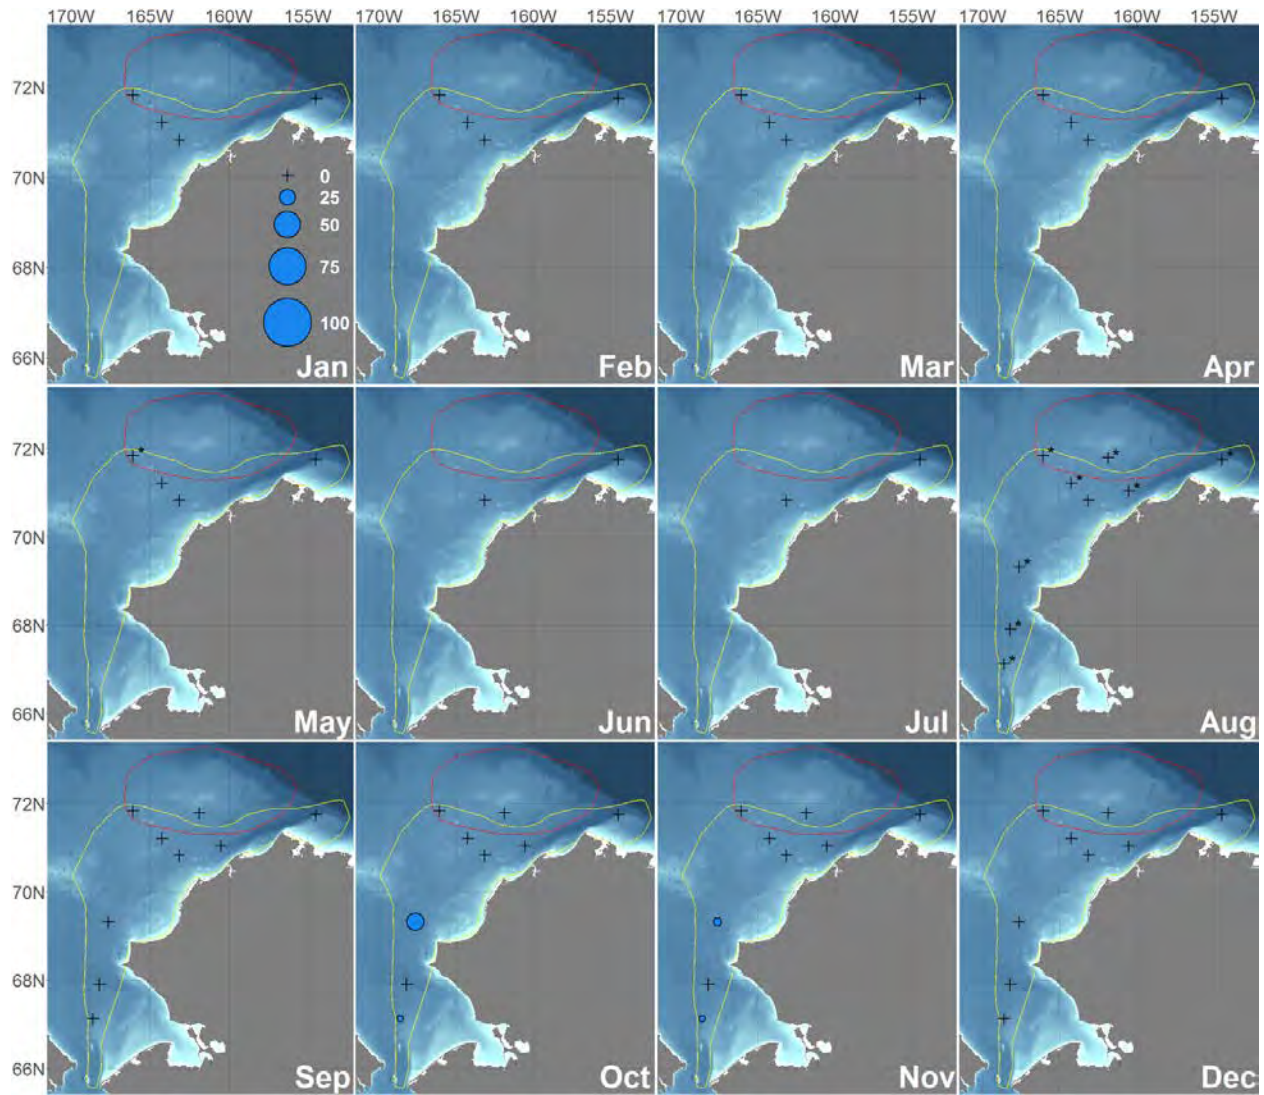 170W 165W 160W 155W 170W 165W 160W 155W 170W 165W 160W 155W 170W 165W 160W 155W
72N
70N
0
25
50
68N
75
100
66N
Jan Feb Mar Apr
72N
70N
68N
66N
May Jun Jul Aug
72N
70N
68N
66N
Sep Oct Nov Dec